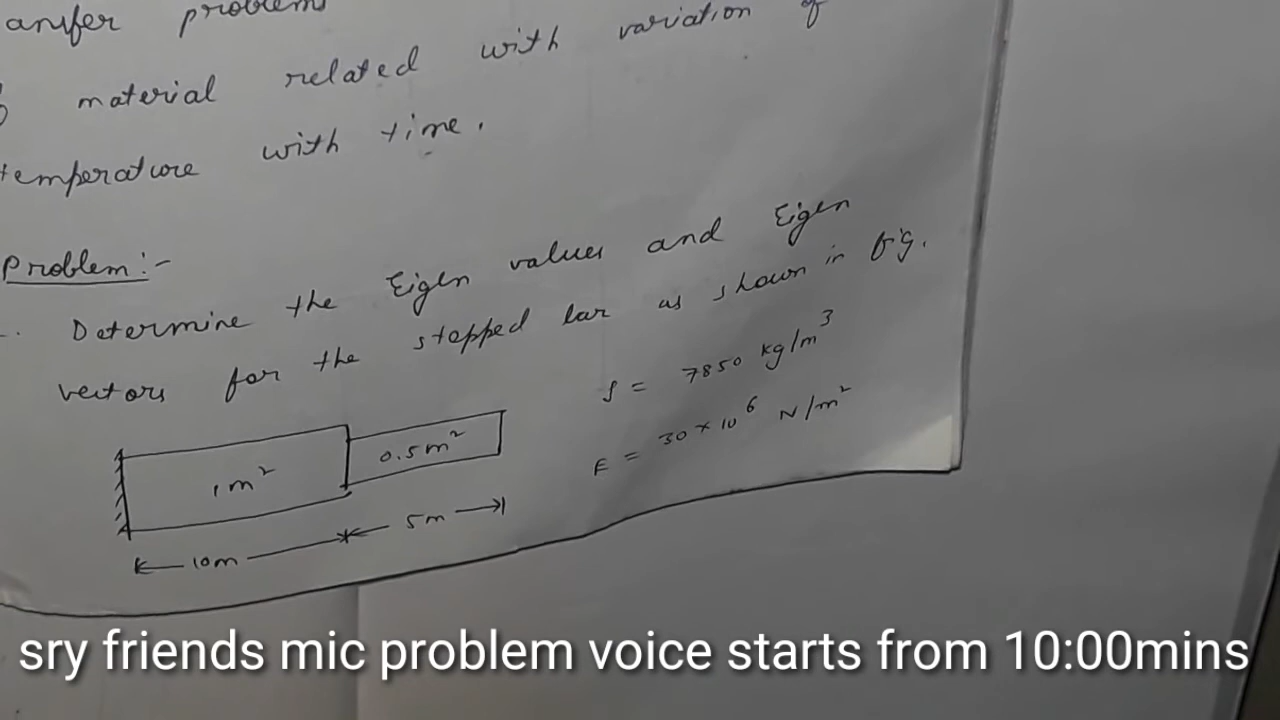 ansfer problems
material related with variation of
temperature with time.
Problem:-
Determine the Eigen values and Eigen
vectors for the stepped bar as shown in fig.
ρ = 7850 kg/m³
E = 30 × 10⁶ N/m²
1m²
0.5m²
10m
5m
sry friends mic problem voice starts from 10:00mins